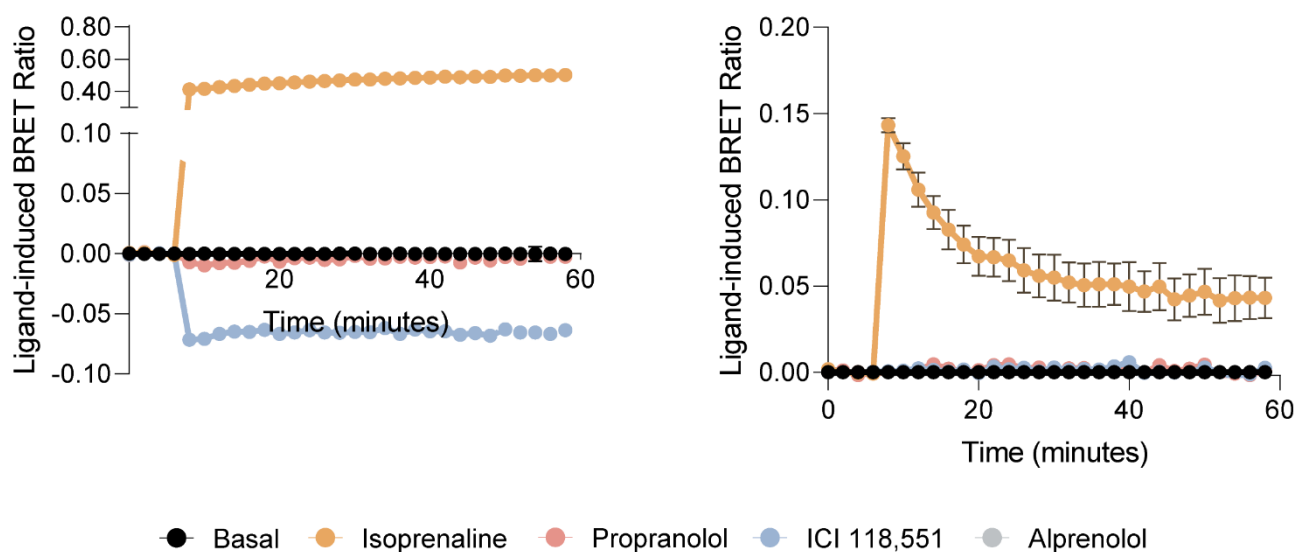 Ligand-induced BRET Ratio
0.80
0.60
0.40
0.10
0.05
0.00
-0.05
-0.10
20
40
60
Time (minutes)
Ligand-induced BRET Ratio
0.20
0.15
0.10
0.05
0.00
0
20
40
60
Time (minutes)
Basal
Isoprenaline
Propranolol
ICI 118,551
Alprenolol